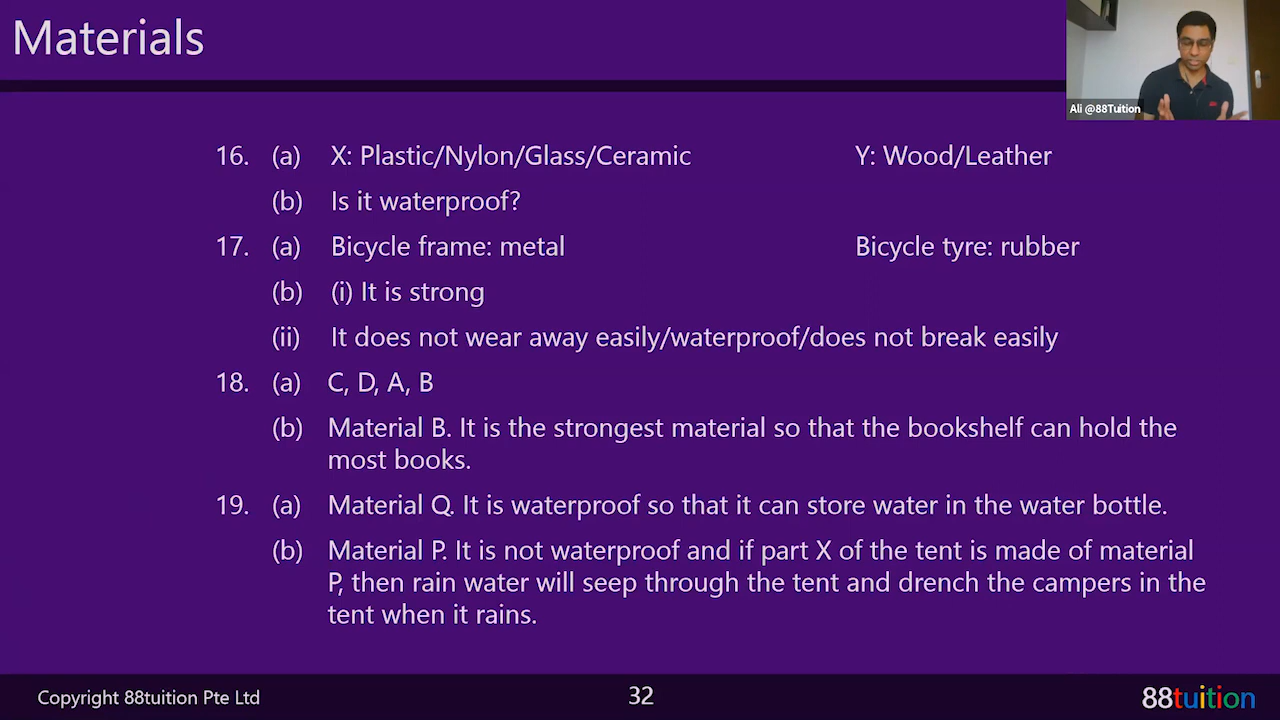 Materials
Ali @88Tuition
16. (a) X: Plastic/Nylon/Glass/Ceramic Y: Wood/Leather
(b) Is it waterproof?
17. (a) Bicycle frame: metal Bicycle tyre: rubber
(b) (i) It is strong
(ii) It does not wear away easily/waterproof/does not break easily
18. (a) C, D, A, B
(b) Material B. It is the strongest material so that the bookshelf can hold the
most books.
19. (a) Material Q. It is waterproof so that it can store water in the water bottle.
(b) Material P. It is not waterproof and if part X of the tent is made of material
P, then rain water will seep through the tent and drench the campers in the
tent when it rains.
Copyright 88tuition Pte Ltd 32 88tuition